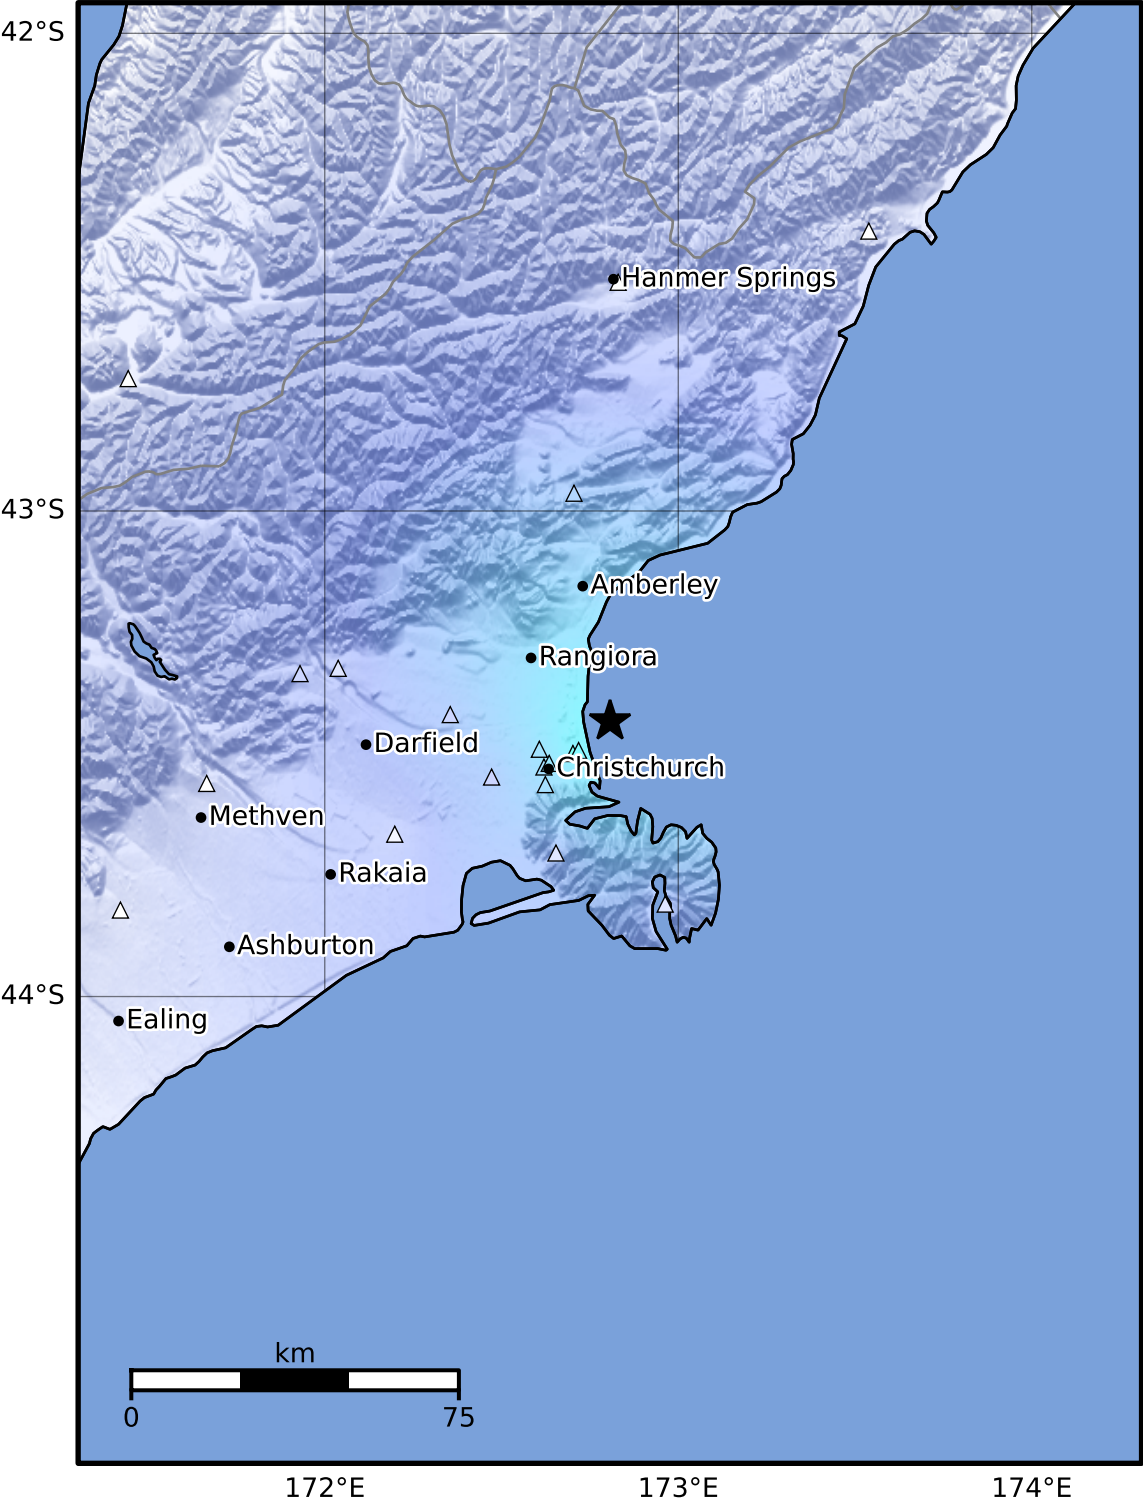 42°S
Hanmer Springs
43°S
Amberley
Rangiora
Darfield
Christchurch
Methven
Rakaia
Ashburton
44°S
Ealing
km
0 75
172°E 173°E 174°E